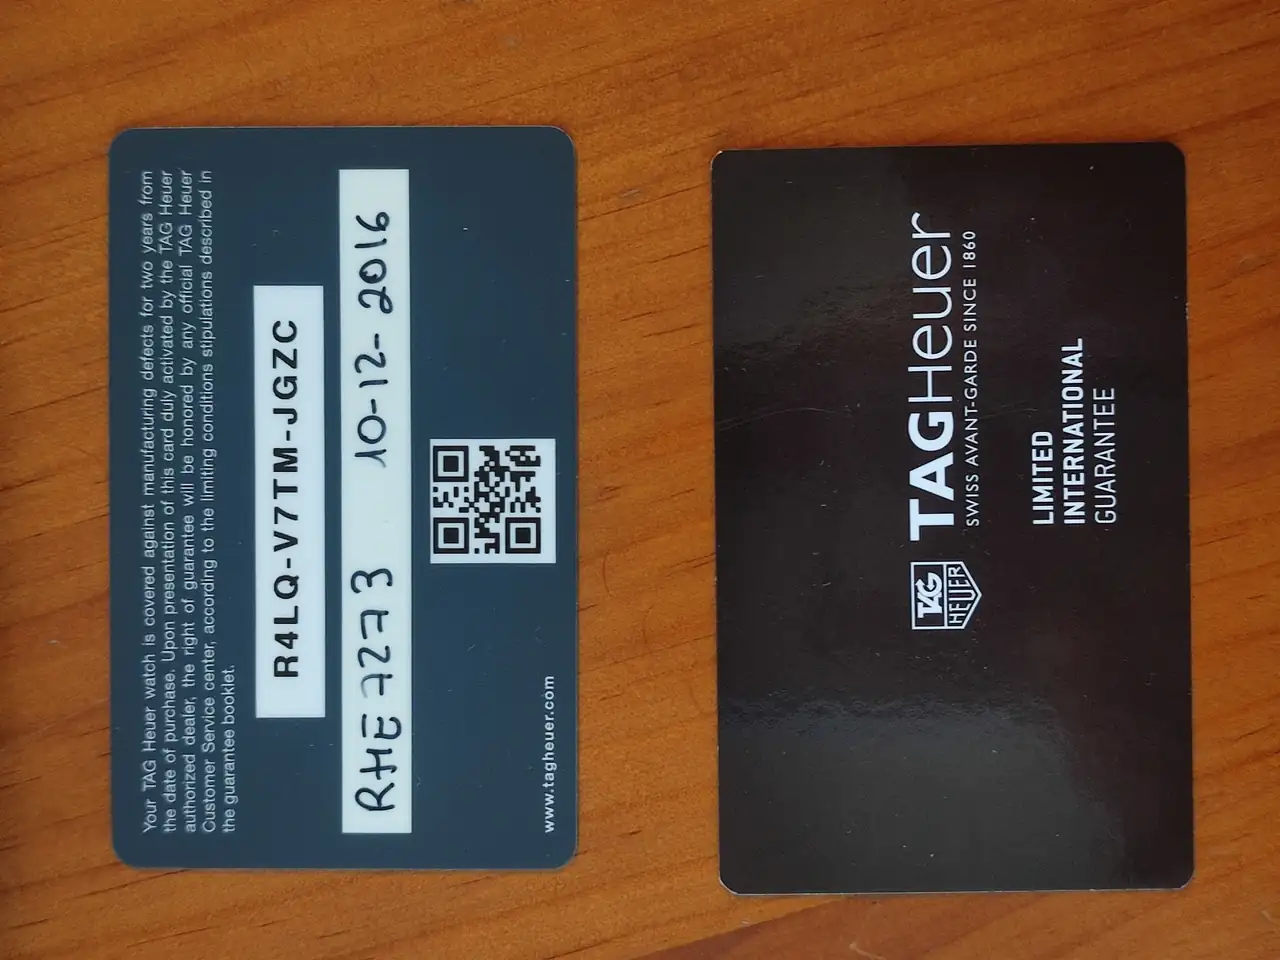 Your TAG Heuer watch is covered against manufacturing defects for two years from
the date of purchase. Upon presentation of this card duly activated by the TAG Heuer
authorized dealer, the right of guarantee will be honored by any official TAG Heuer
Customer Service center, according to the limiting conditions stipulations described in
the guarantee booklet.
R4LQ-V7TM-JGZC
RHE7273 10-12-2016
www.tagheuer.com
TAG
HEUER
TAGHeuer
SWISS AVANT-GARDE SINCE 1860
LIMITED
INTERNATIONAL
GUARANTEE